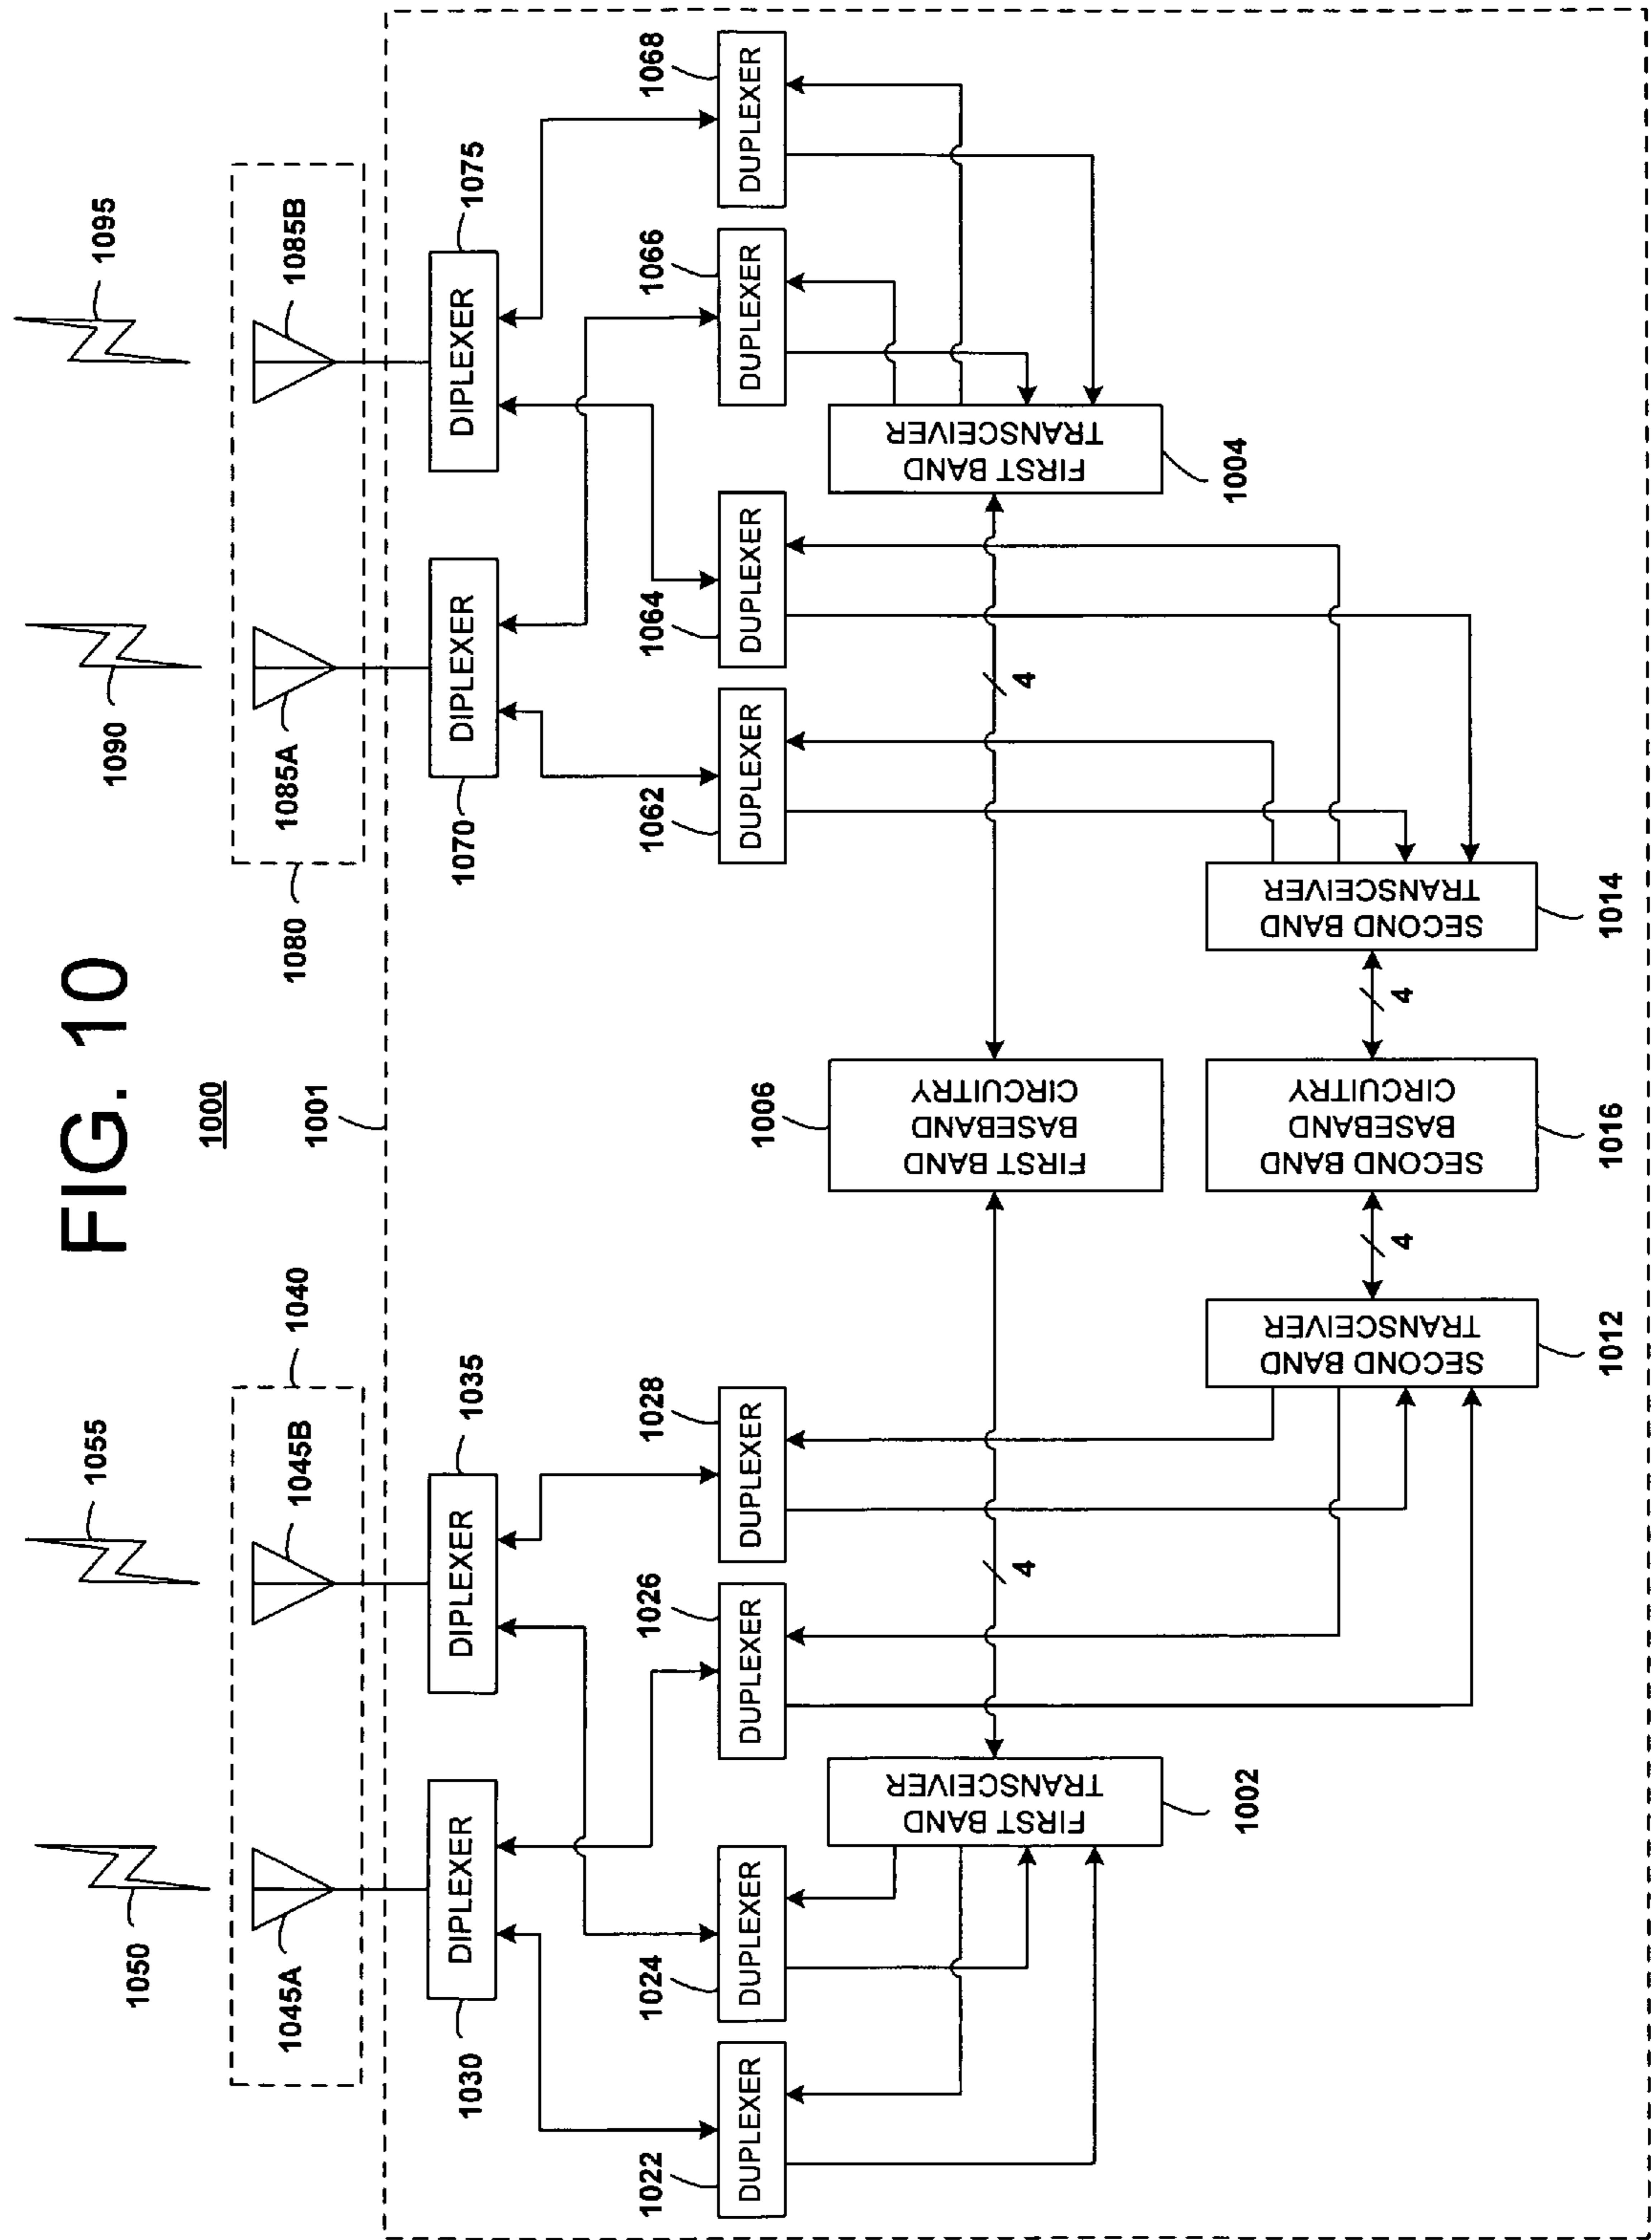 FIG. 10
1000
1001
1050
1055
1090
1095
1040
1045A
1045B
1080
1085A
1085B
1030
DIPLEXER
1035
DIPLEXER
1070
DIPLEXER
1075
DIPLEXER
1022
DUPLEXER
1024
DUPLEXER
1026
DUPLEXER
1028
DUPLEXER
1062
DUPLEXER
1064
DUPLEXER
1066
DUPLEXER
1068
DUPLEXER
FIRST BAND
TRANSCEIVER
1002
4
1006
FIRST BAND
BASEBAND
CIRCUITRY
4
FIRST BAND
TRANSCEIVER
1004
SECOND BAND
TRANSCEIVER
1012
4
SECOND BAND
BASEBAND
CIRCUITRY
1016
4
SECOND BAND
TRANSCEIVER
1014